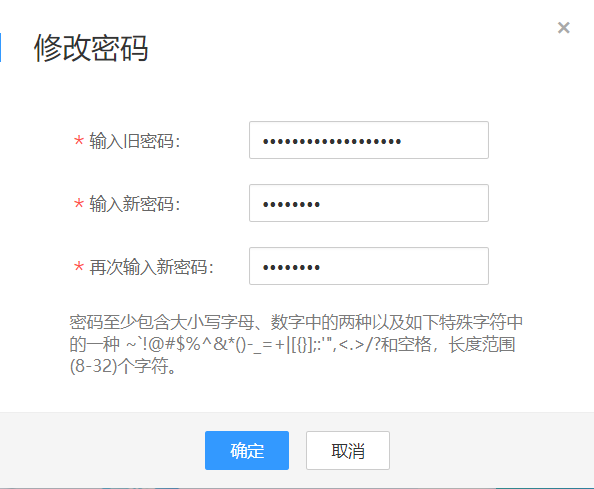 ×
修改密码
* 输入旧密码: •••••••••••••••••••
* 输入新密码: ••••••••
* 再次输入新密码: ••••••••
密码至少包含大小写字母、数字中的两种以及如下特殊字符中
的一种 ~`!@#$%^&*()-_=+|[{}];:'",<.>/?和空格，长度范围
(8-32)个字符。
确定 取消